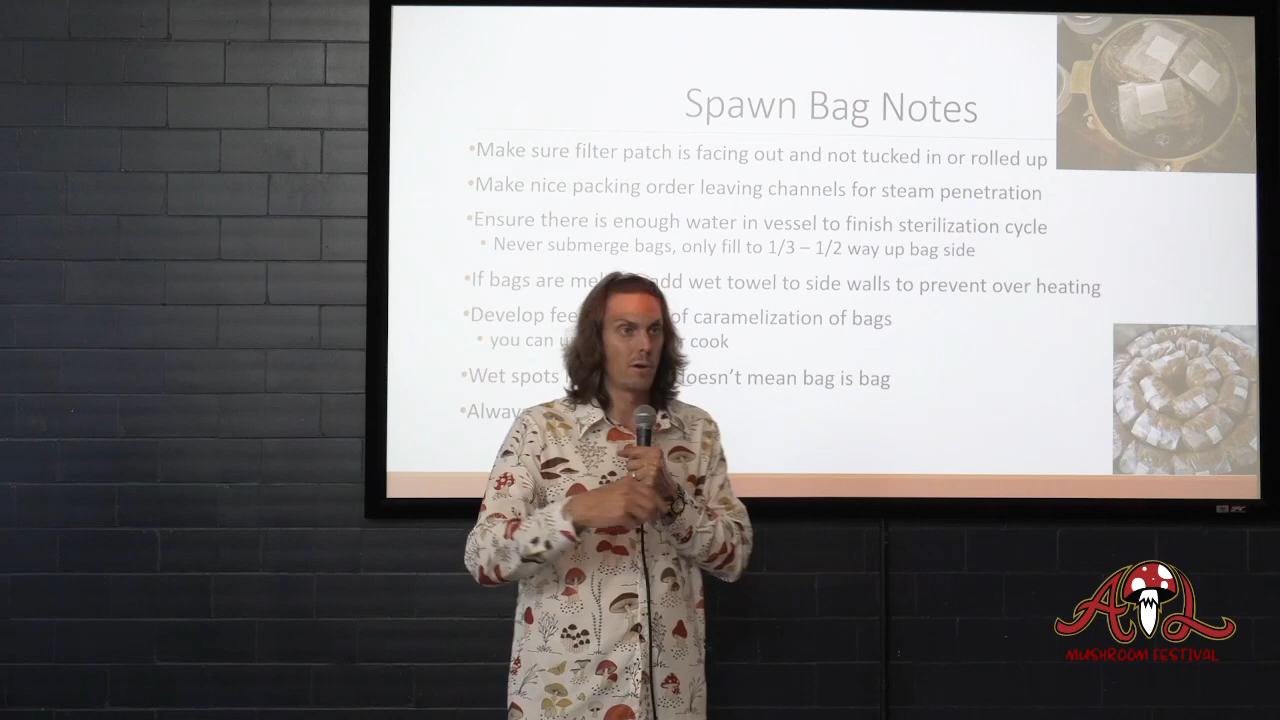 Spawn Bag Notes
•Make sure filter patch is facing out and not tucked in or rolled up
•Make nice packing order leaving channels for steam penetration
•Ensure there is enough water in vessel to finish sterilization cycle
• Never submerge bags, only fill to 1/3 – 1/2 way up bag side
•If bags are add wet towel to side walls to prevent over heating
•Develop of caramelization of bags
• you can cook
•Wet spots doesn't mean bag is bag
AL
MUSHROOM FESTIVAL